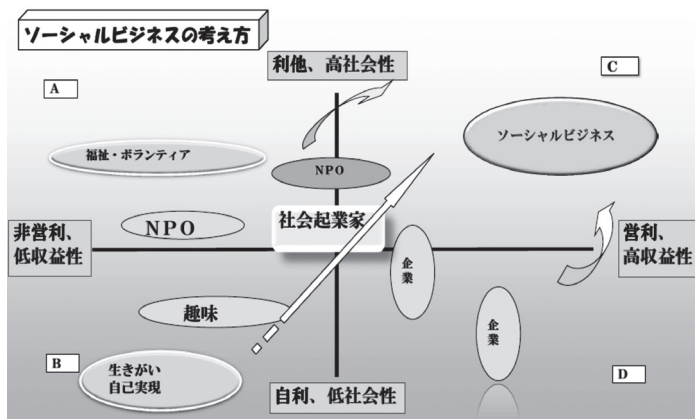 ソーシャルビジネスの考え方
利他、高社会性
A
C
福祉・ボランティア
ソーシャルビジネス
NPO
NPO
社会起業家
非営利、
低収益性
営利、
高収益性
企業
趣味
企業
B
生きがい
自己実現
D
自利、低社会性